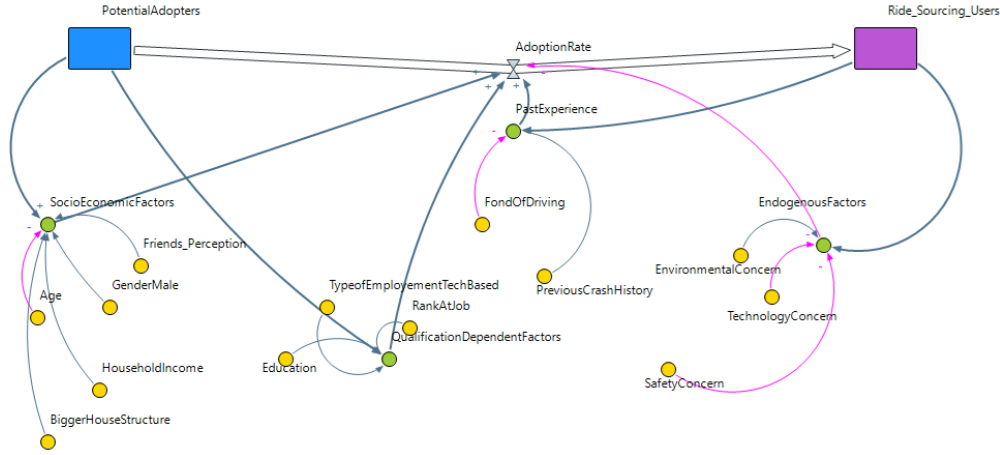 PotentialAdopters
Ride_Sourcing_Users
AdoptionRate
+
-
+
+
PastExperience
-
+
SocioEconomicFactors
-
FondOfDriving
EndogenousFactors
-
Friends_Perception
EnvironmentalConcern
-
GenderMale
TypeofEmployementTechBased
PreviousCrashHistory
Age
RankAtJob
TechnologyConcern
QualificationDependentFactors
Education
HouseholdIncome
SafetyConcern
BiggerHouseStructure